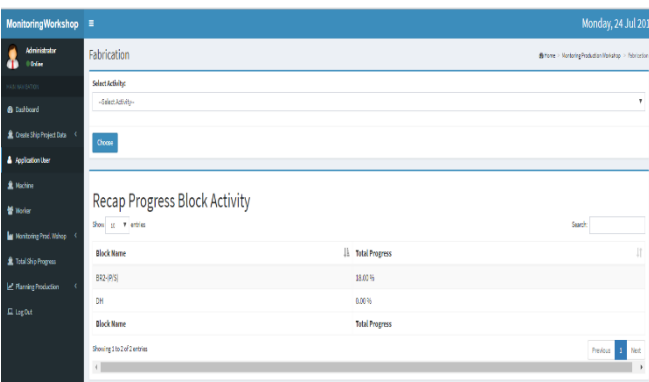 MonitoringWorkshop
Monday, 24 Jul 201
Administrator
Online
MAIN NAVIGATION
Dashboard
Create Ship Project Data
Application User
Machine
Worker
Monitoring Prod. Wshop
Total Ship Progress
Planning Production
Log Out
Fabrication
Home > Monitoring Production Workshop > Fabrication
Select Activity:
--Select Activity--
Choose
Recap Progress Block Activity
Show 10 entries
Search:
Block Name Total Progress
BR2-(P/S) 18.00 %
DH 0.00 %
Block Name Total Progress
Showing 1 to 2 of 2 entries
Previous 1 Next